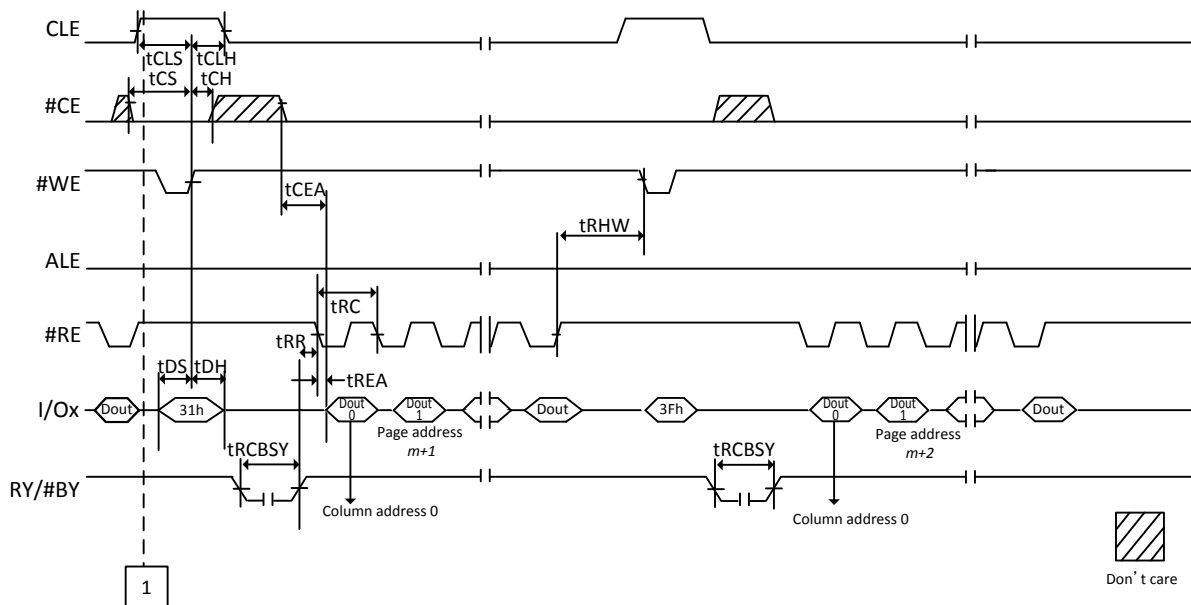 CLE
tCLS tCLH
tCS tCH
#CE
#WE
tCEA
tRHW
ALE
tRC
#RE
tRR
tDS tDH
tREA
I/Ox
Dout
31h
Dout
0
Dout
1
Dout
3Fh
Dout
0
Dout
1
Dout
Page address
m+1
Page address
m+2
tRCBSY
tRCBSY
RY/#BY
Column address 0
Column address 0
1
Don't care